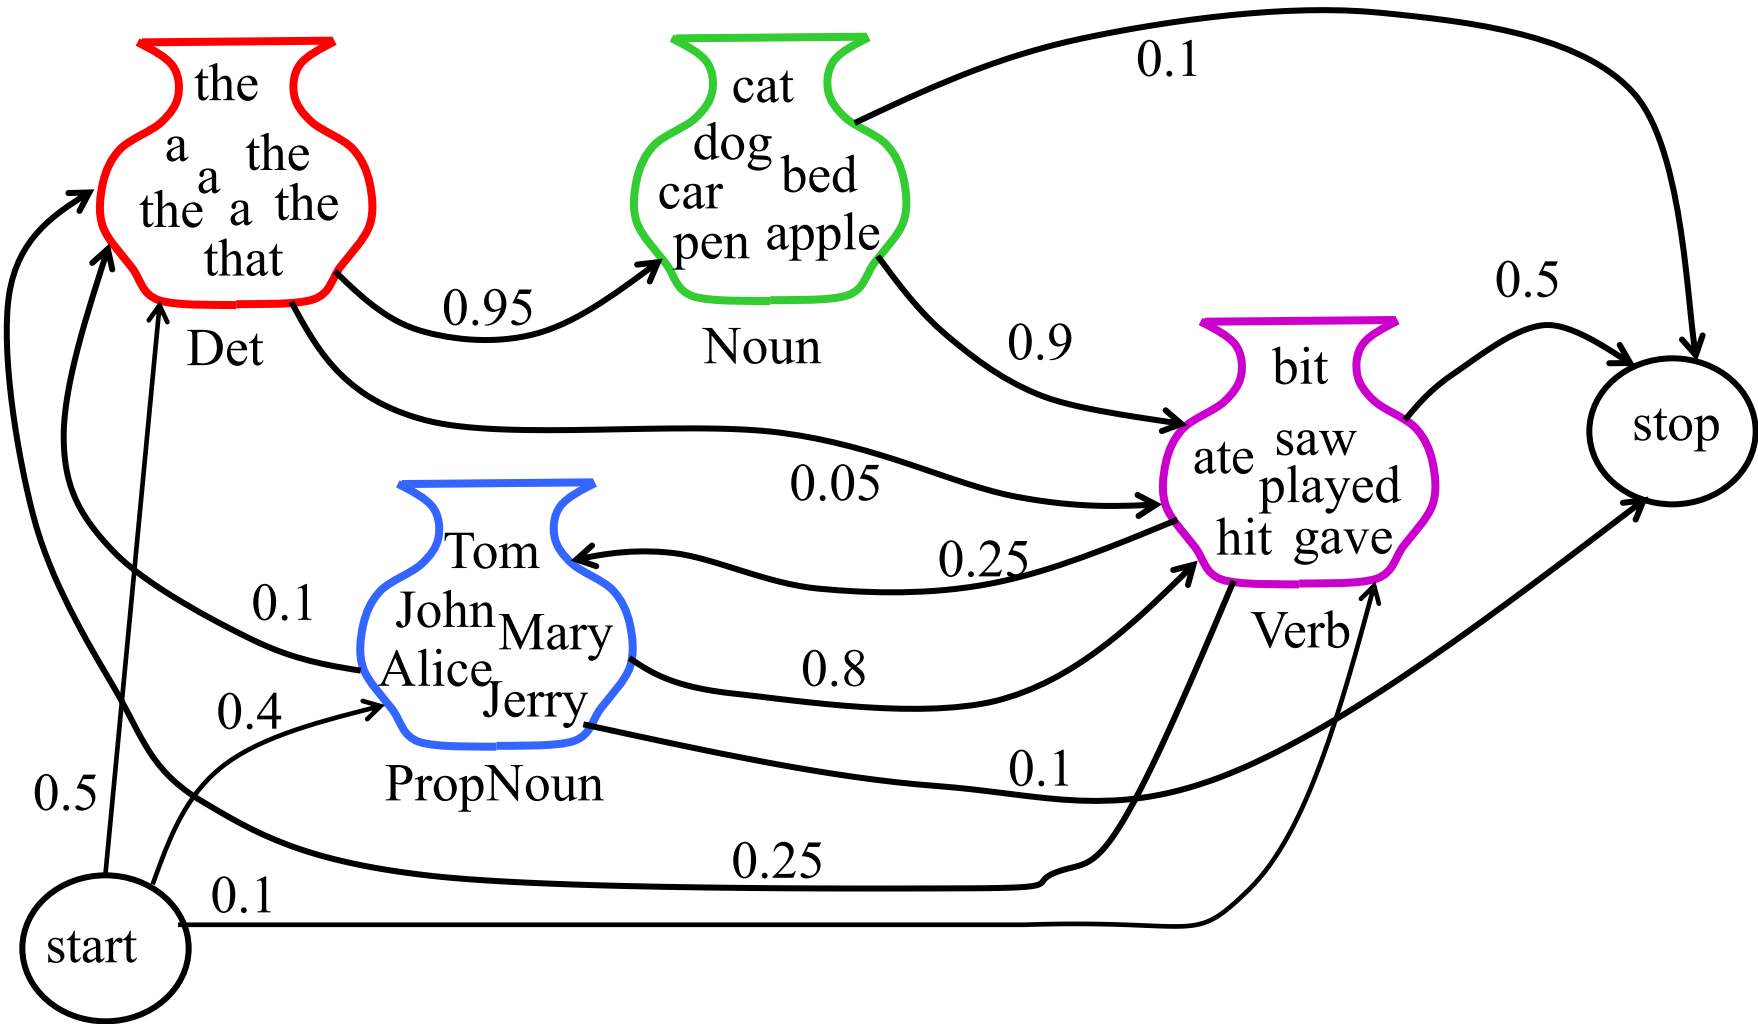 the
a the
a
the a the
that
Det
0.95
cat
dog
bed
car
pen apple
Noun
0.1
0.9
0.5
bit
saw
ate
played
hit gave
Verb
stop
0.05
0.25
Tom
John
Mary
Alice
Jerry
PropNoun
0.1
0.8
0.4
0.5
0.1
0.25
0.1
start